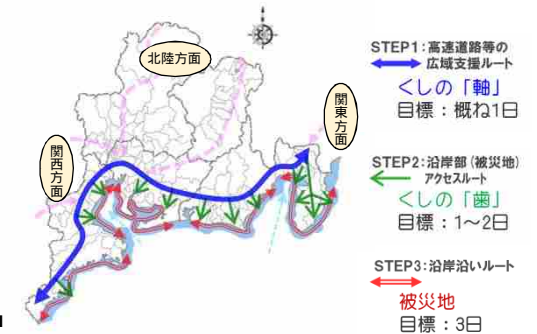 北陸方面
関東方面
関西方面
STEP1:高速道路等の
広域支援ルート
くしの「軸」
目標:概ね1日
STEP2:沿岸部(被災地)
アクセスルート
くしの「歯」
目標:1~2日
STEP3:沿岸沿いルート
被災地
目標:3日